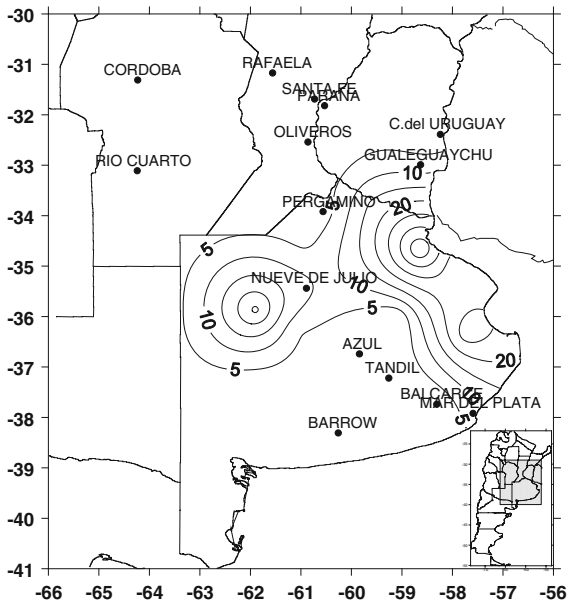 -30
-31
-32
-33
-34
-35
-36
-37
-38
-39
-40
-41
CORDOBA
RAFAELA
SANTA FE
PARANA
OLIVEROS
C.del URUGUAY
RIO CUARTO
GUALEGUAYCHU
10
PERGAMINO
5
20
5
NUEVE DE JULIO
10
10
5
AZUL
5
20
TANDIL
BALCARCE
10
MAR DEL PLATA
5
BARROW
-66 -65 -64 -63 -62 -61 -60 -59 -58 -57 -56